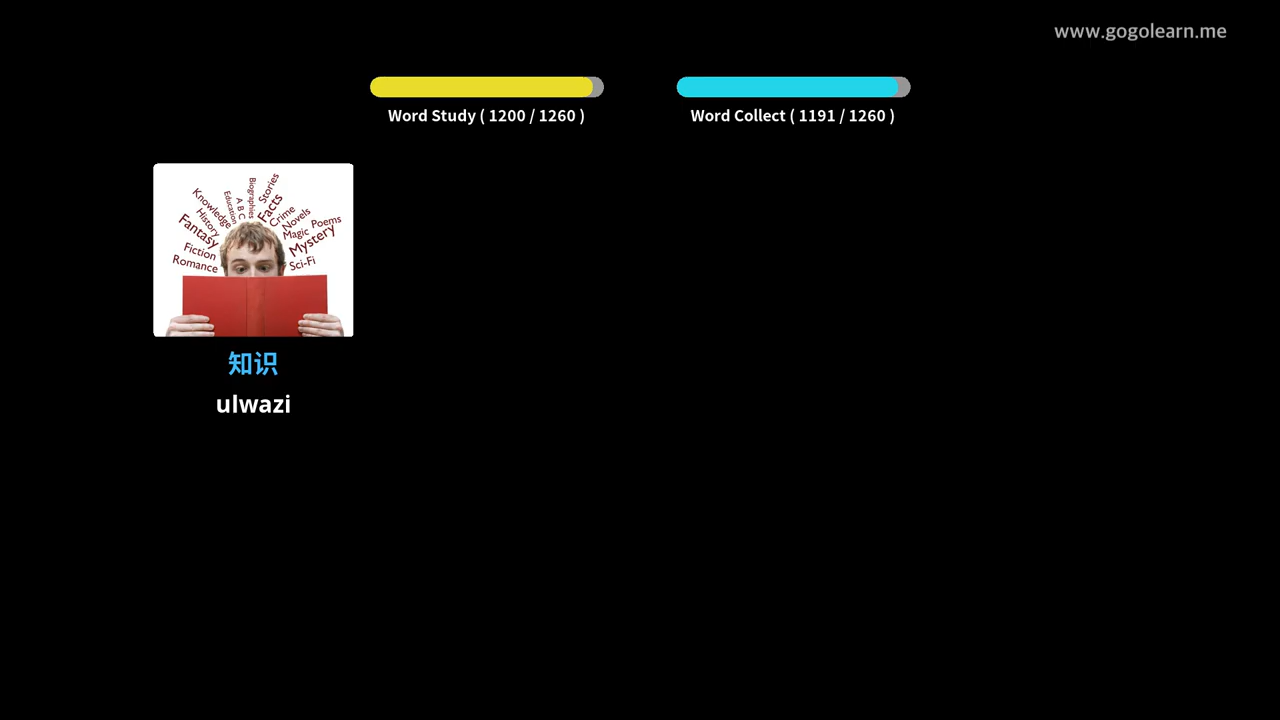 www.gogolearn.me
Word Study ( 1200 / 1260 )
Word Collect ( 1191 / 1260 )
Romance
Fiction
Fantasy
History
Knowledge
Education
A B C
Biographies
Stories
Facts
Crime
Novels
Magic
Poems
Mystery
Sci-Fi
知识
ulwazi